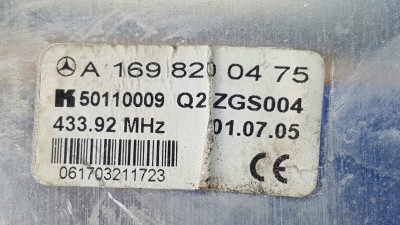 A 169 820 04 75
K 50110009 Q2 ZGS004
433.92 MHz 01.07.05
CE
061703211723